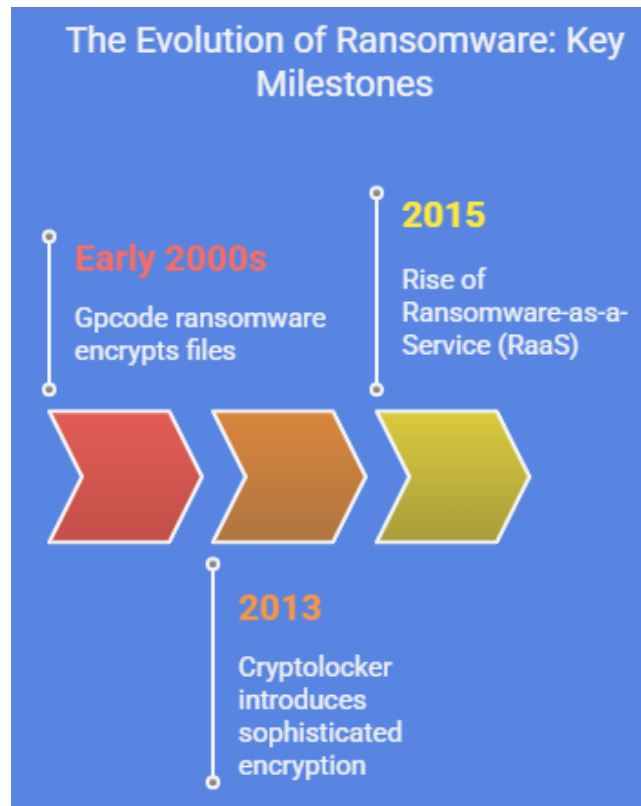 The Evolution of Ransomware: Key
Milestones
Early 2000s
Gpcode ransomware
encrypts files
2013
Cryptolocker
introduces
sophisticated
encryption
2015
Rise of
Ransomware-as-a-
Service (RaaS)